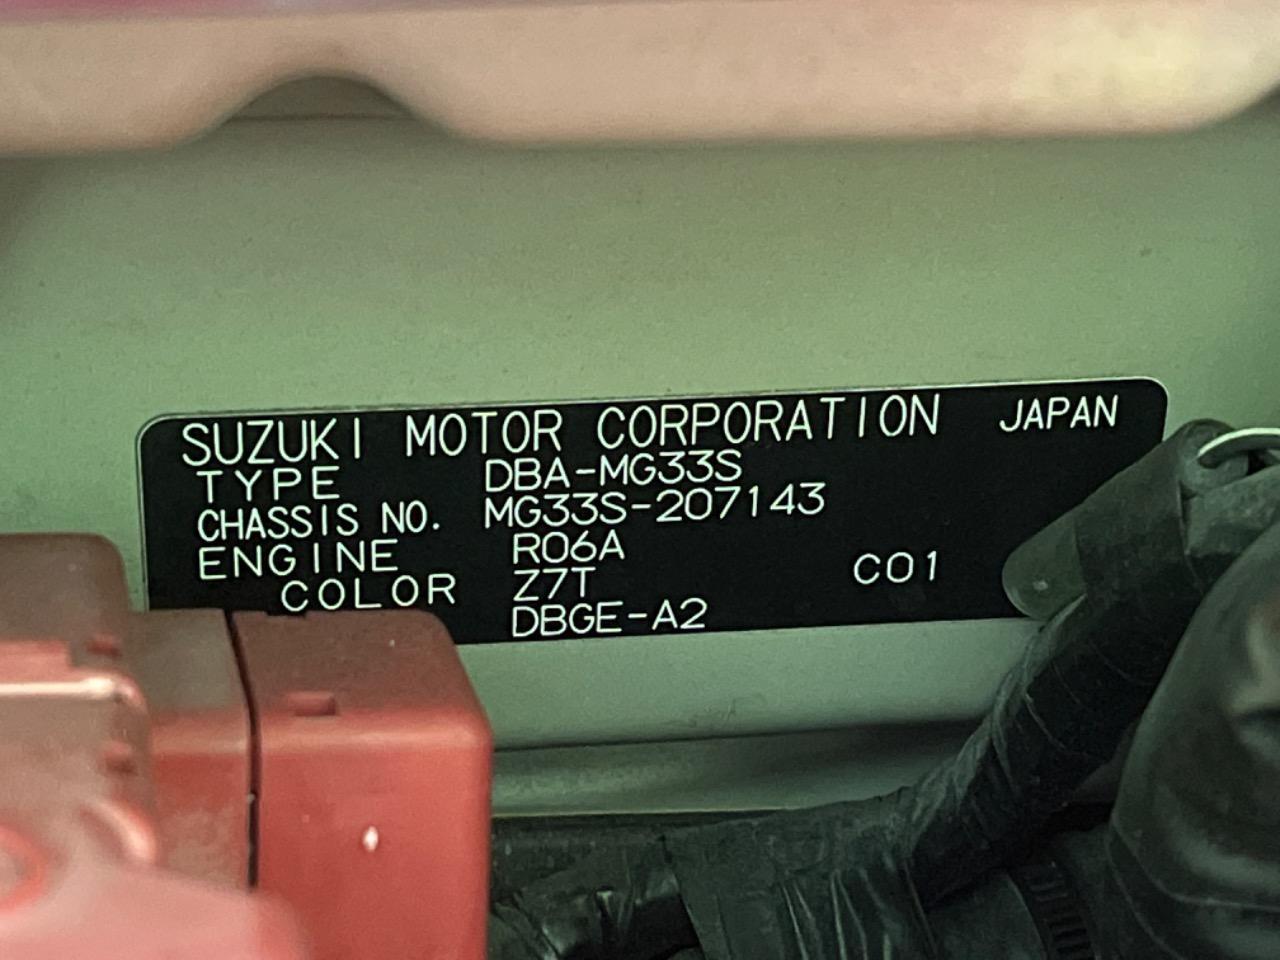 SUZUKI MOTOR CORPORATION JAPAN
TYPE DBA-MG33S
CHASSIS NO. MG33S-207143
ENGINE R06A
COLOR Z7T C01
DBGE-A2